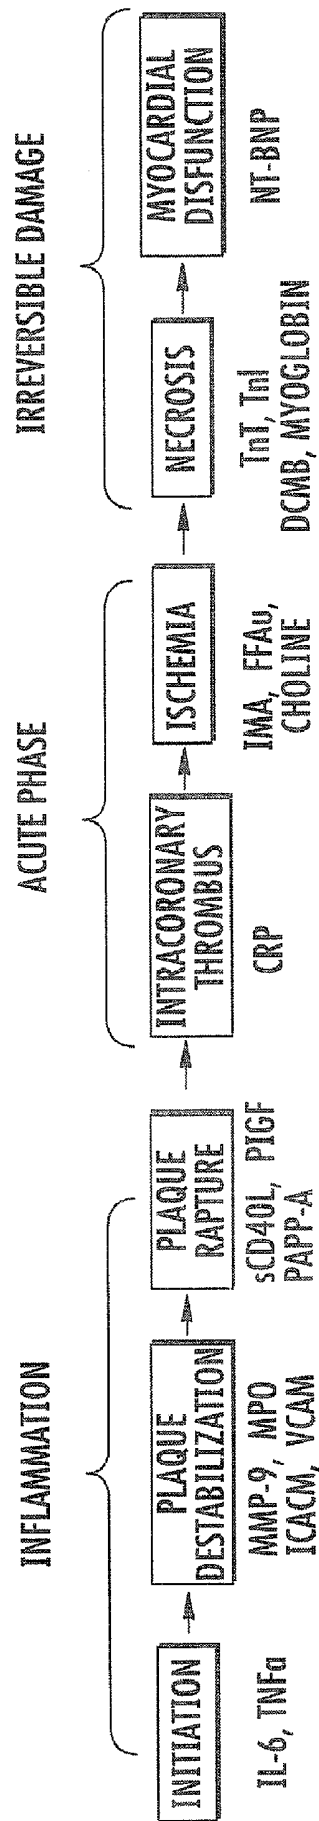 INFLAMMATION
INITIATION
IL-6, TNFα
PLAQUE
DESTABILIZATION
MMP-9, MPO
ICACM, VCAM
PLAQUE
RAPTURE
sCD40L, PIGF
PAPP-A
ACUTE PHASE
INTRACORONARY
THROMBUS
CRP
ISCHEMIA
IMA, FFAu,
CHOLINE
IRREVERSIBLE DAMAGE
NECROSIS
TnT, TnI
DCMB, MYOGLOBIN
MYOCARDIAL
DISFUNCTION
NT-BNP